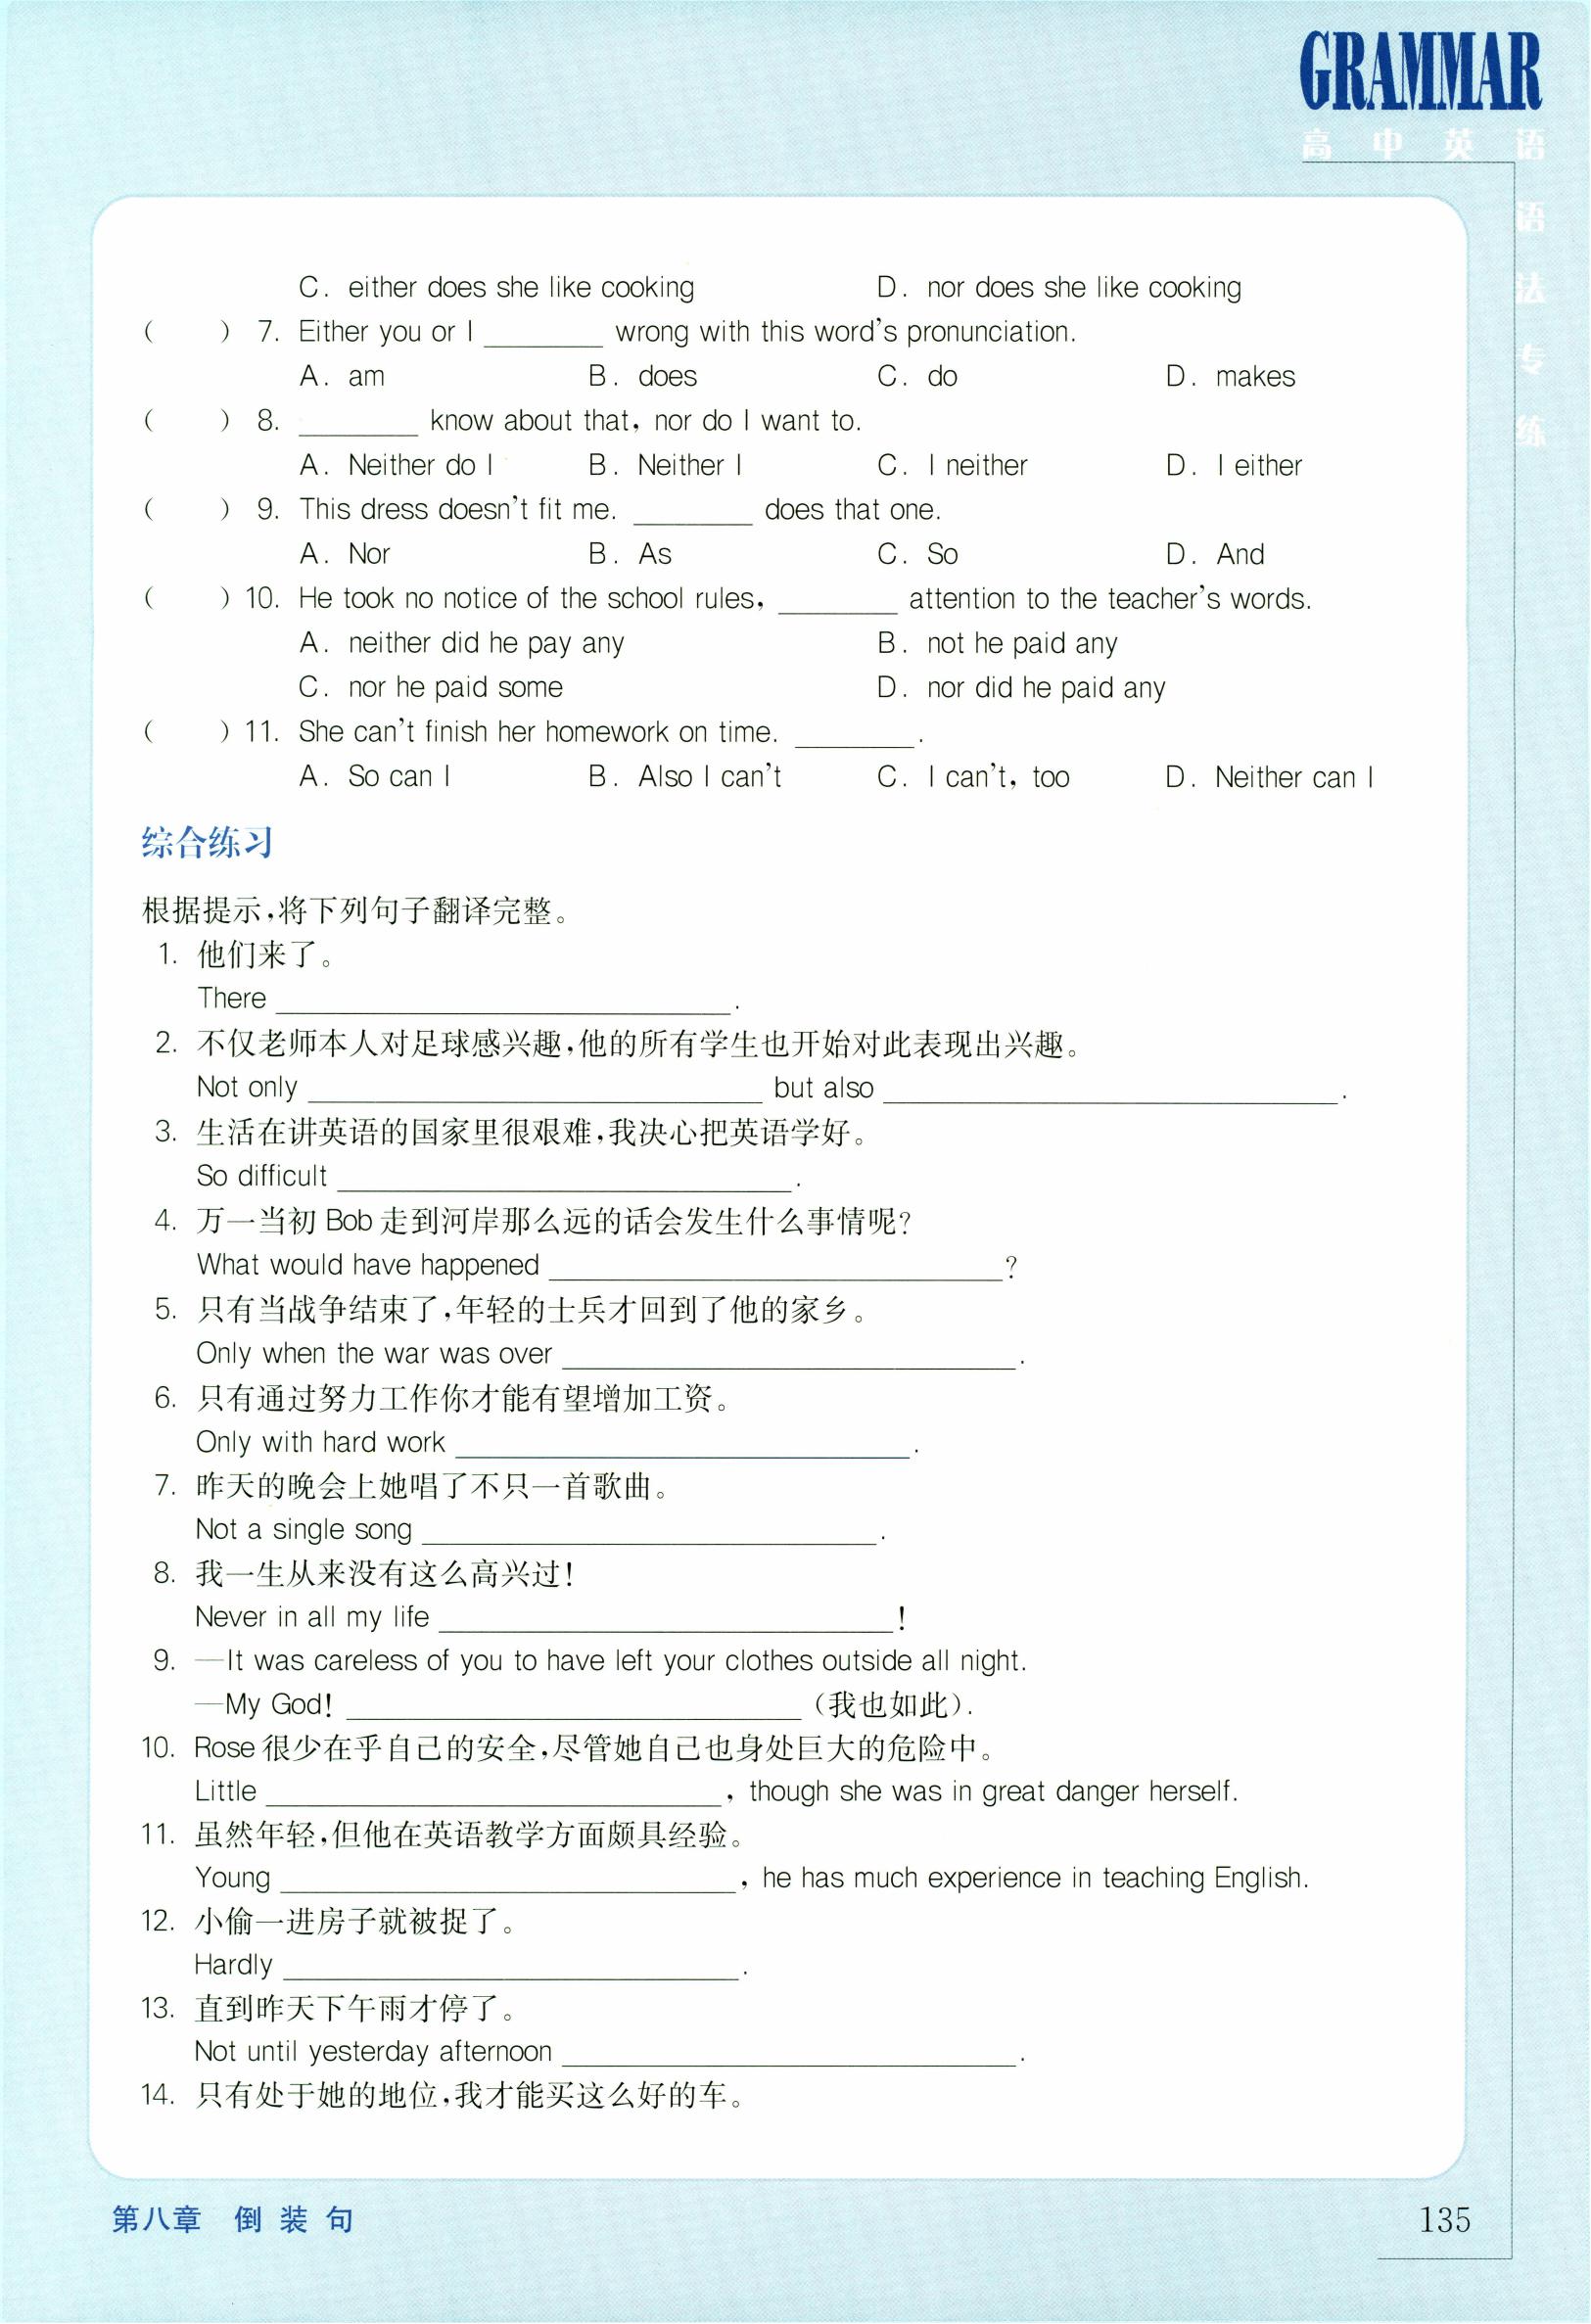 GRAMMAR
高中英语
语法专练
C. either does she like cooking D. nor does she like cooking
( ) 7. Either you or I ________ wrong with this word's pronunciation.
A. am B. does C. do D. makes
( ) 8. ________ know about that, nor do I want to.
A. Neither do I B. Neither I C. I neither D. I either
( ) 9. This dress doesn't fit me. ________ does that one.
A. Nor B. As C. So D. And
( ) 10. He took no notice of the school rules, ________ attention to the teacher's words.
A. neither did he pay any B. not he paid any
C. nor he paid some D. nor did he paid any
( ) 11. She can't finish her homework on time. ________.
A. So can I B. Also I can't C. I can't, too D. Neither can I
综合练习
根据提示,将下列句子翻译完整。
1. 他们来了。
There ________________.
2. 不仅老师本人对足球感兴趣,他的所有学生也开始对此表现出兴趣。
Not only ________________ but also ________________.
3. 生活在讲英语的国家里很艰难,我决心把英语学好。
So difficult ________________.
4. 万一当初 Bob 走到河岸那么远的话会发生什么事情呢?
What would have happened ________________?
5. 只有当战争结束了,年轻的士兵才回到了他的家乡。
Only when the war was over ________________.
6. 只有通过努力工作你才能有望增加工资。
Only with hard work ________________.
7. 昨天的晚会上她唱了不只一首歌曲。
Not a single song ________________.
8. 我一生从来没有这么高兴过!
Never in all my life ________________!
9. —It was careless of you to have left your clothes outside all night.
—My God! ________________ (我也如此).
10. Rose 很少在乎自己的安全,尽管她自己也身处巨大的危险中。
Little ________________, though she was in great danger herself.
11. 虽然年轻,但他在英语教学方面颇具经验。
Young ________________, he has much experience in teaching English.
12. 小偷一进房子就被捉了。
Hardly ________________.
13. 直到昨天下午雨才停了。
Not until yesterday afternoon ________________.
14. 只有处于她的地位,我才能买这么好的车。
第八章 倒装句 135